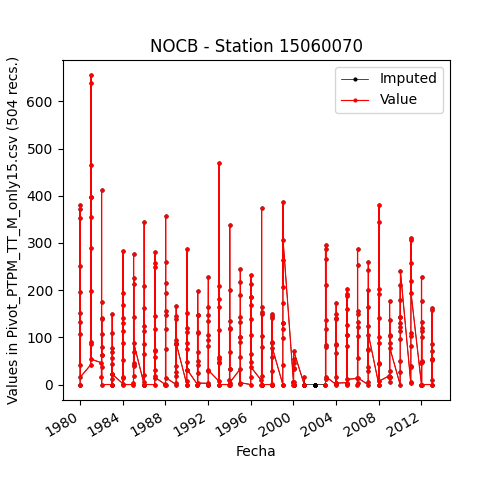 NOCB - Station 15060070
Imputed
Value
Values in Pivot_PTPM_TT_M_only15.csv (504 recs.)
600
500
400
300
200
100
0
1980 1984 1988 1992 1996 2000 2004 2008 2012
Fecha